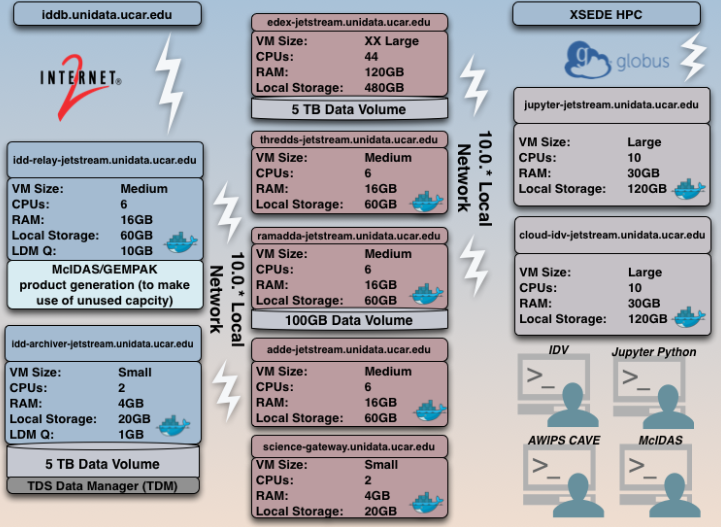 iddb.unidata.ucar.edu
INTERNET®
2
idd-relay-jetstream.unidata.ucar.edu
VM Size: Medium
CPUs: 6
RAM: 16GB
Local Storage: 60GB
LDM Q: 10GB
McIDAS/GEMPAK
product generation (to make
use of unused capcity)
idd-archiver-jetstream.unidata.ucar.edu
VM Size: Small
CPUs: 2
RAM: 4GB
Local Storage: 20GB
LDM Q: 1GB
5 TB Data Volume
TDS Data Manager (TDM)
10.0.* Local
Network
edex-jetstream.unidata.ucar.edu
VM Size: XX Large
CPUs: 44
RAM: 120GB
Local Storage: 480GB
5 TB Data Volume
thredds-jetstream.unidata.ucar.edu
VM Size: Medium
CPUs: 6
RAM: 16GB
Local Storage: 60GB
ramadda-jetstream.unidata.ucar.edu
VM Size: Medium
CPUs: 6
RAM: 16GB
Local Storage: 60GB
100GB Data Volume
adde-jetstream.unidata.ucar.edu
VM Size: Medium
CPUs: 6
RAM: 16GB
Local Storage: 60GB
science-gateway.unidata.ucar.edu
VM Size: Small
CPUs: 2
RAM: 4GB
Local Storage: 20GB
10.0.* Local
Network
XSEDE HPC
globus
jupyter-jetstream.unidata.ucar.edu
VM Size: Large
CPUs: 10
RAM: 30GB
Local Storage: 120GB
cloud-idv-jetstream.unidata.ucar.edu
VM Size: Large
CPUs: 10
RAM: 30GB
Local Storage: 120GB
IDV
Jupyter Python
>_
>_
AWIPS CAVE
McIDAS
>_
>_